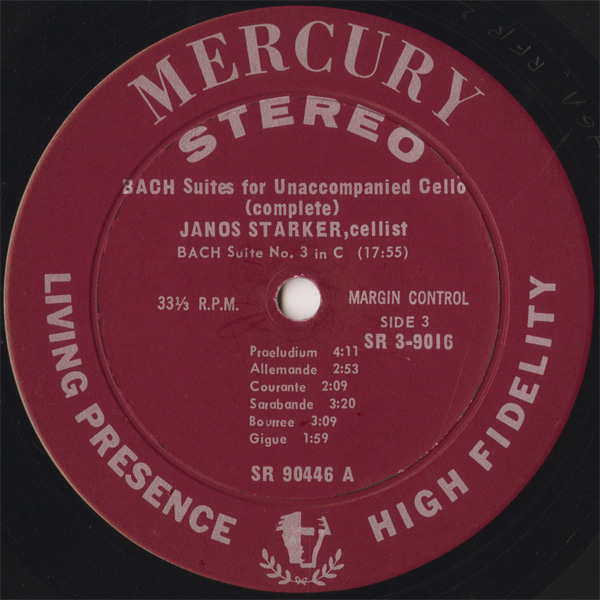 MERCURY
STEREO
BACH Suites for Unaccompanied Cello
(complete)
JANOS STARKER, cellist
BACH Suite No. 3 in C (17:55)
33⅓ R.P.M.
MARGIN CONTROL
SIDE 3
SR 3-9016
Praeludium 4:11
Allemande 2:53
Courante 2:09
Sarabande 3:20
Bourree 3:09
Gigue 1:59
SR 90446 A
LIVING PRESENCE
HIGH FIDELITY